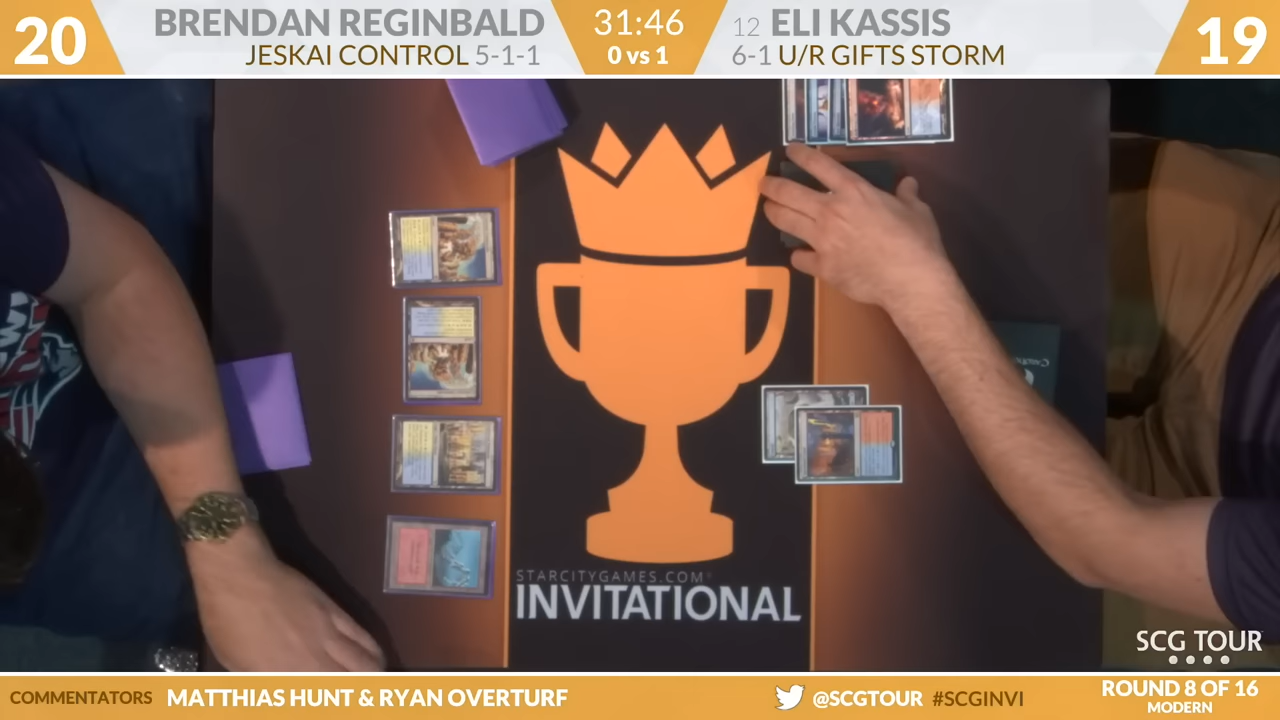 20
BRENDAN REGINBALD
JESKAI CONTROL 5-1-1
31:46
0 vs 1
12 ELI KASSIS
6-1 U/R GIFTS STORM
19
STARCITYGAMES.COM
INVITATIONAL
SCG TOUR
COMMENTATORS MATTHIAS HUNT & RYAN OVERTURF
@SCGTOUR #SCGINVI
ROUND 8 OF 16
MODERN